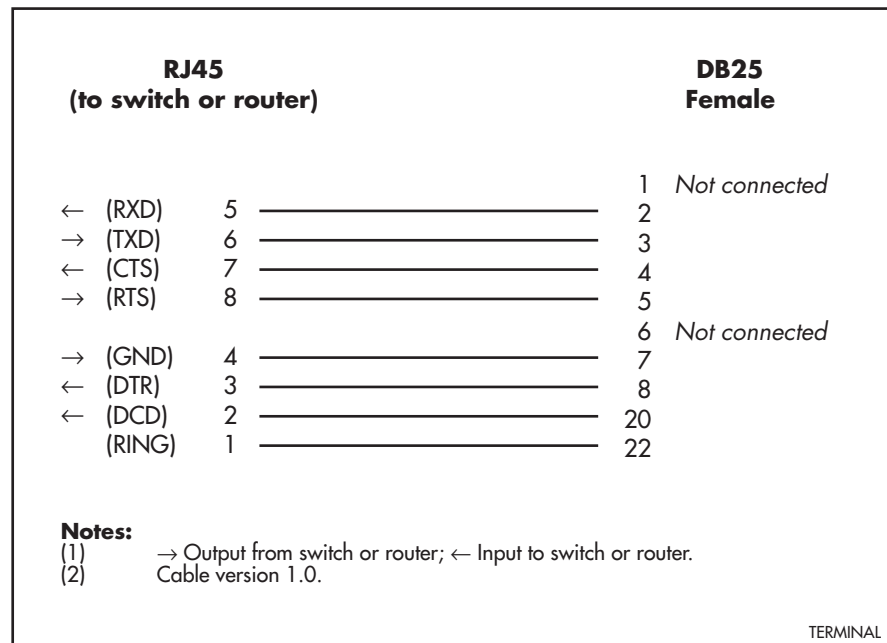 RJ45 DB25
(to switch or router) Female
1 Not connected
← (RXD) 5 2
→ (TXD) 6 3
← (CTS) 7 4
→ (RTS) 8 5
6 Not connected
→ (GND) 4 7
← (DTR) 3 8
← (DCD) 2 20
(RING) 1 22
Notes:
(1) → Output from switch or router; ← Input to switch or router.
(2) Cable version 1.0.
TERMINAL